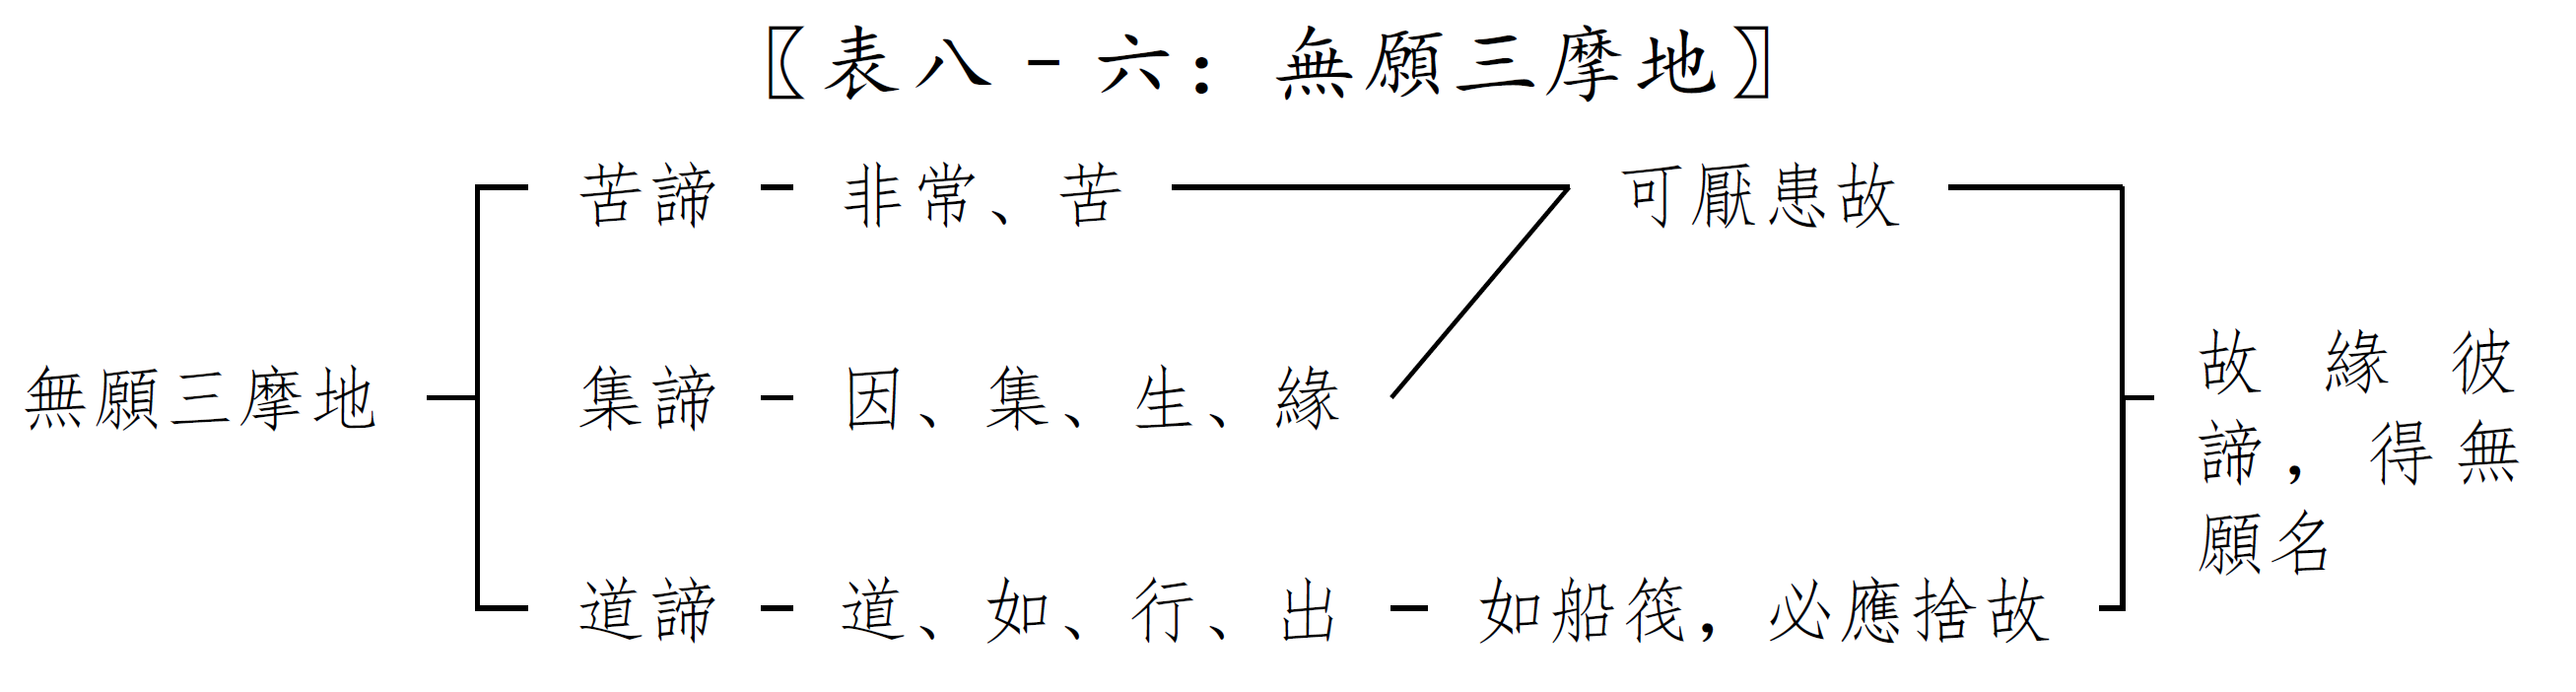 〖表八-六：無願三摩地〗
苦諦 非常、苦 可厭患故
無願三摩地 集諦 因、集、生、緣
道諦 道、如、行、出 如船筏，必應捨故
故緣彼
諦，得無
願名